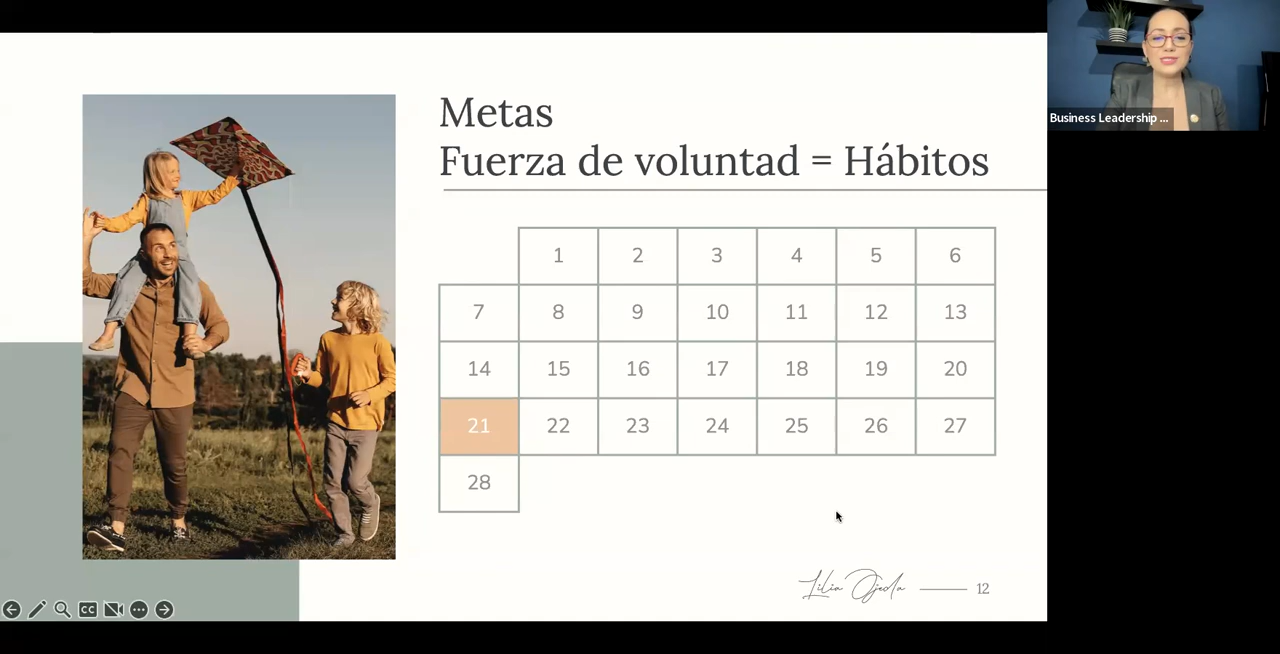 Metas
Fuerza de voluntad = Hábitos
1 2 3 4 5 6
7 8 9 10 11 12 13
14 15 16 17 18 19 20
21 22 23 24 25 26 27
28
Lilia Ojeda 12
CC
Business Leadership ...